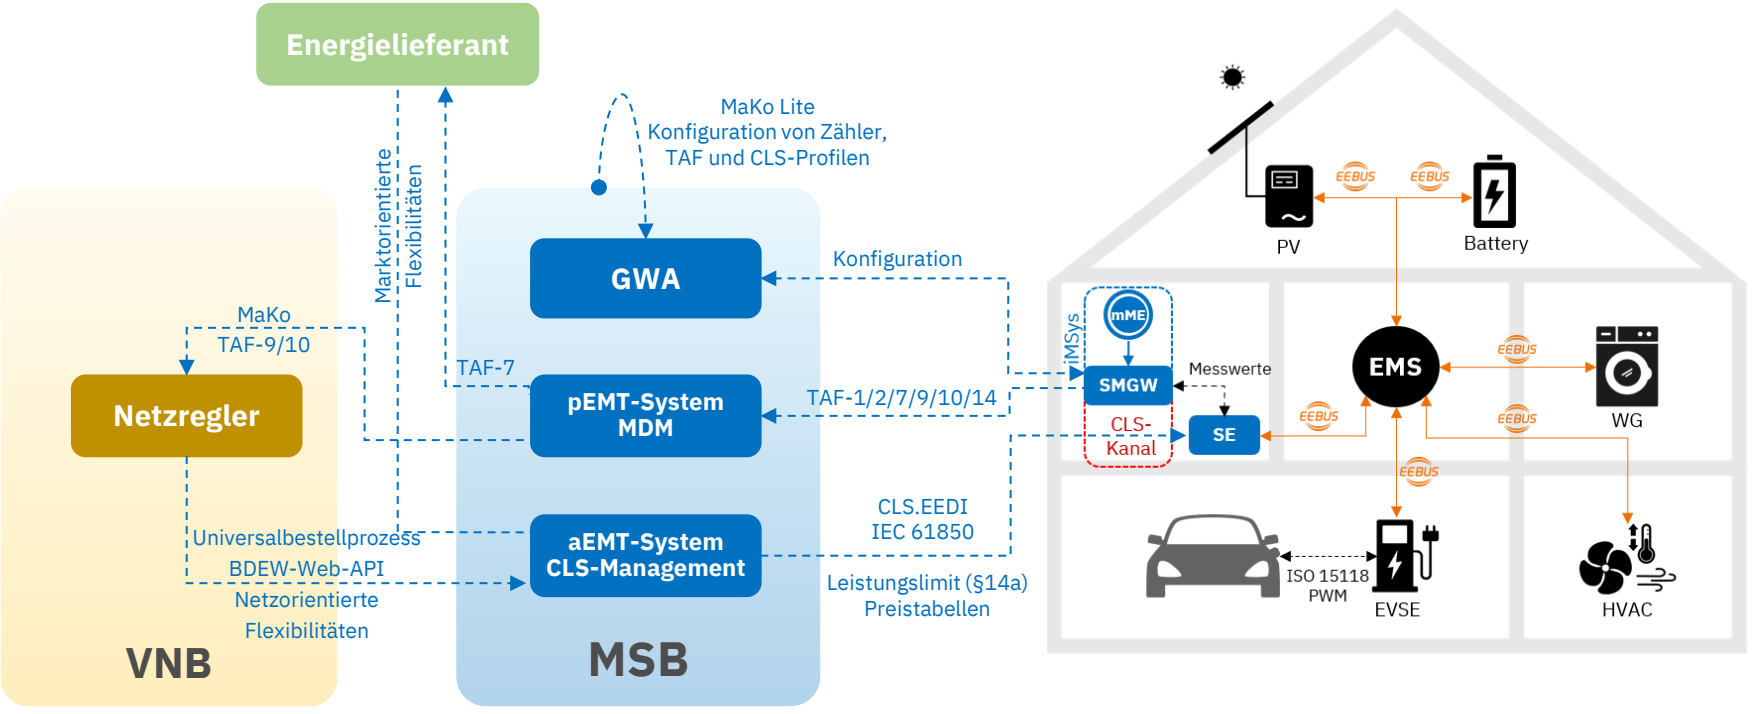 Energielieferant
MaKo Lite
Konfiguration von Zähler,
TAF und CLS-Profilen
Marktorientierte
Flexibilitäten
GWA
Konfiguration
MaKo
TAF-9/10
TAF-7
Netzregler
pEMT-System
MDM
TAF-1/2/7/9/10/14
Universalbestellprozess
BDEW-Web-API
Netzorientierte
Flexibilitäten
aEMT-System
CLS-Management
CLS.EEDI
IEC 61850
Leistungslimit (§14a)
Preistabellen
VNB
MSB
EEBUS
EEBUS
PV
Battery
iMSys
mME
SMGW
Messwerte
CLS-
Kanal
SE
EEBUS
EMS
EEBUS
WG
EEBUS
EEBUS
ISO 15118
PWM
EVSE
HVAC